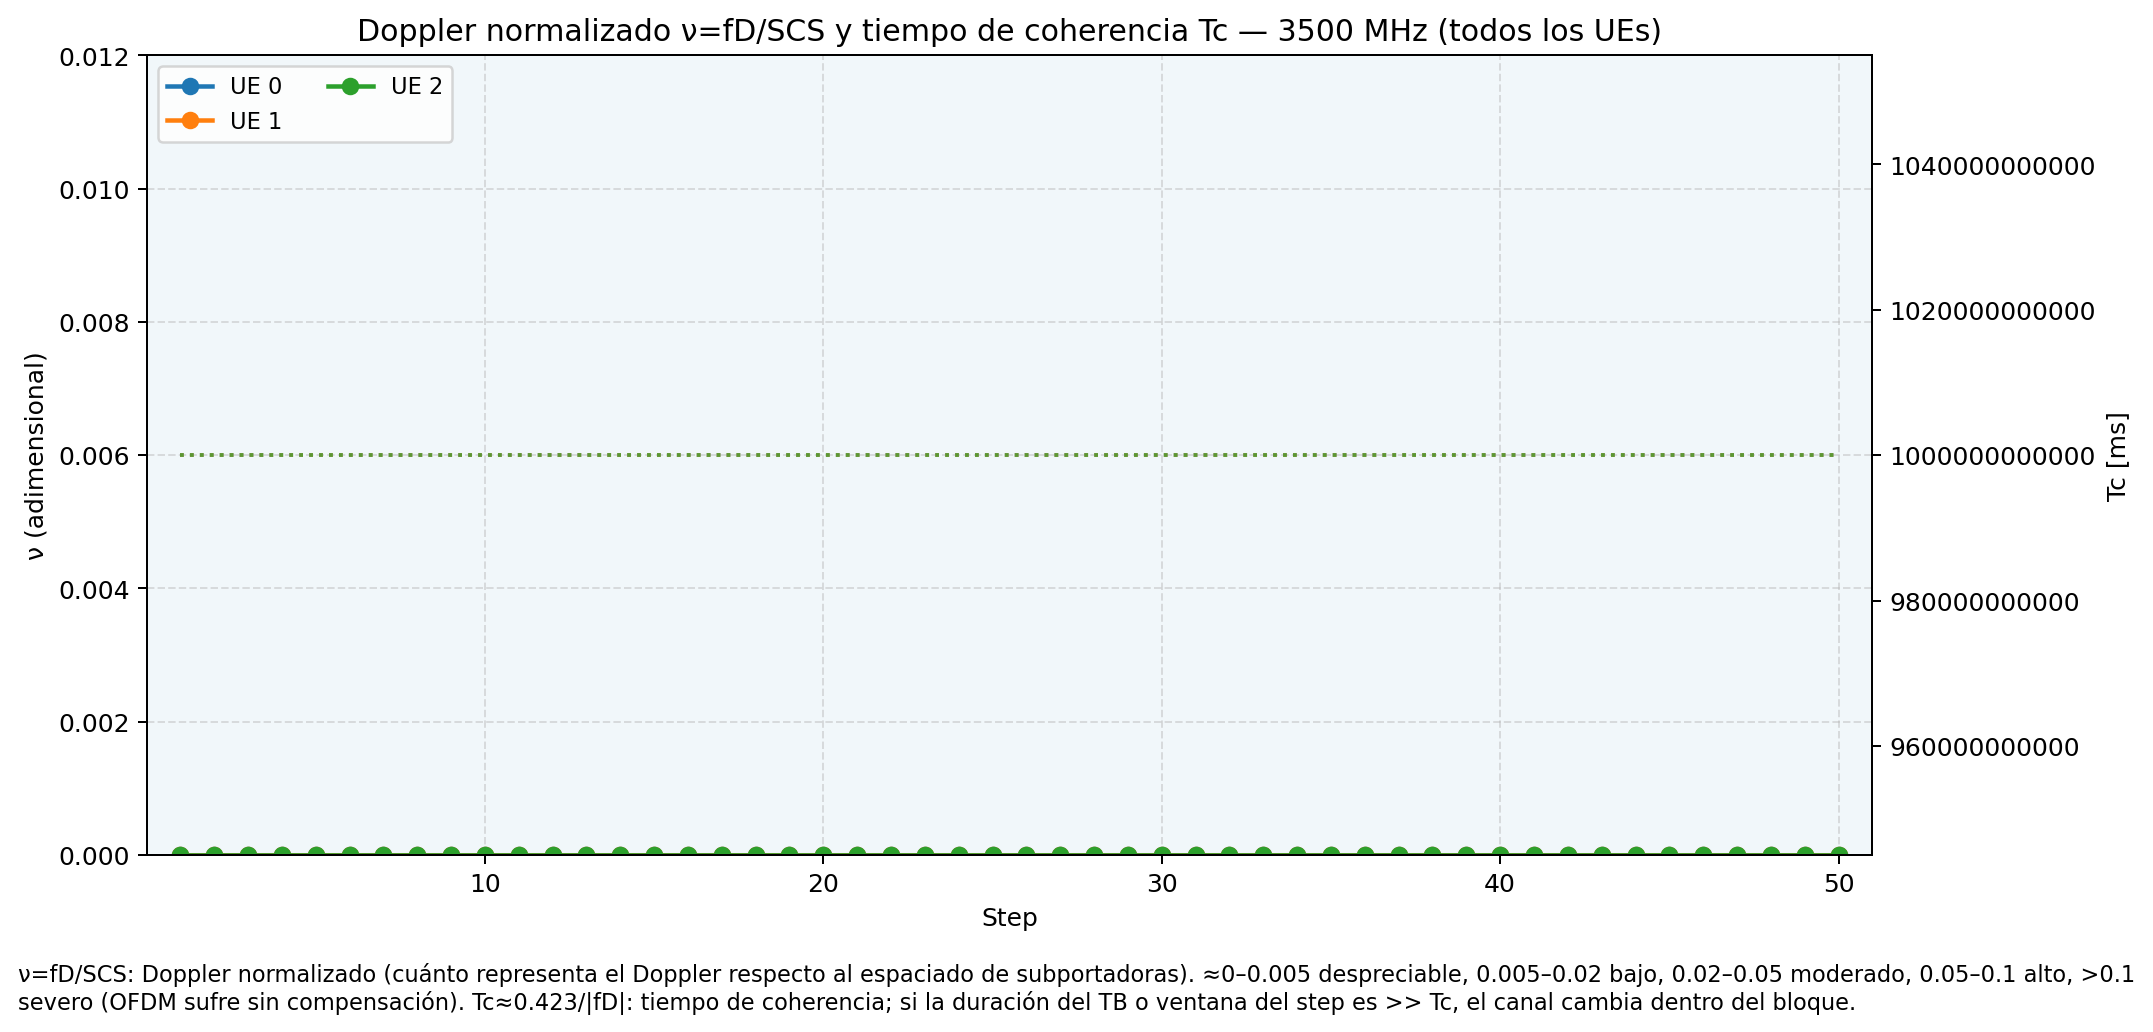 Doppler normalizado ν=fD/SCS y tiempo de coherencia Tc — 3500 MHz (todos los UEs)
UE 0
UE 1
UE 2
0.012
0.010
0.008
0.006
0.004
0.002
0.000
ν (adimensional)
1040000000000
1020000000000
1000000000000
980000000000
960000000000
Tc [ms]
10 20 30 40 50
Step
ν=fD/SCS: Doppler normalizado (cuánto representa el Doppler respecto al espaciado de subportadoras). ≈0–0.005 despreciable, 0.005–0.02 bajo, 0.02–0.05 moderado, 0.05–0.1 alto, >0.1
severo (OFDM sufre sin compensación). Tc≈0.423/|fD|: tiempo de coherencia; si la duración del TB o ventana del step es >> Tc, el canal cambia dentro del bloque.